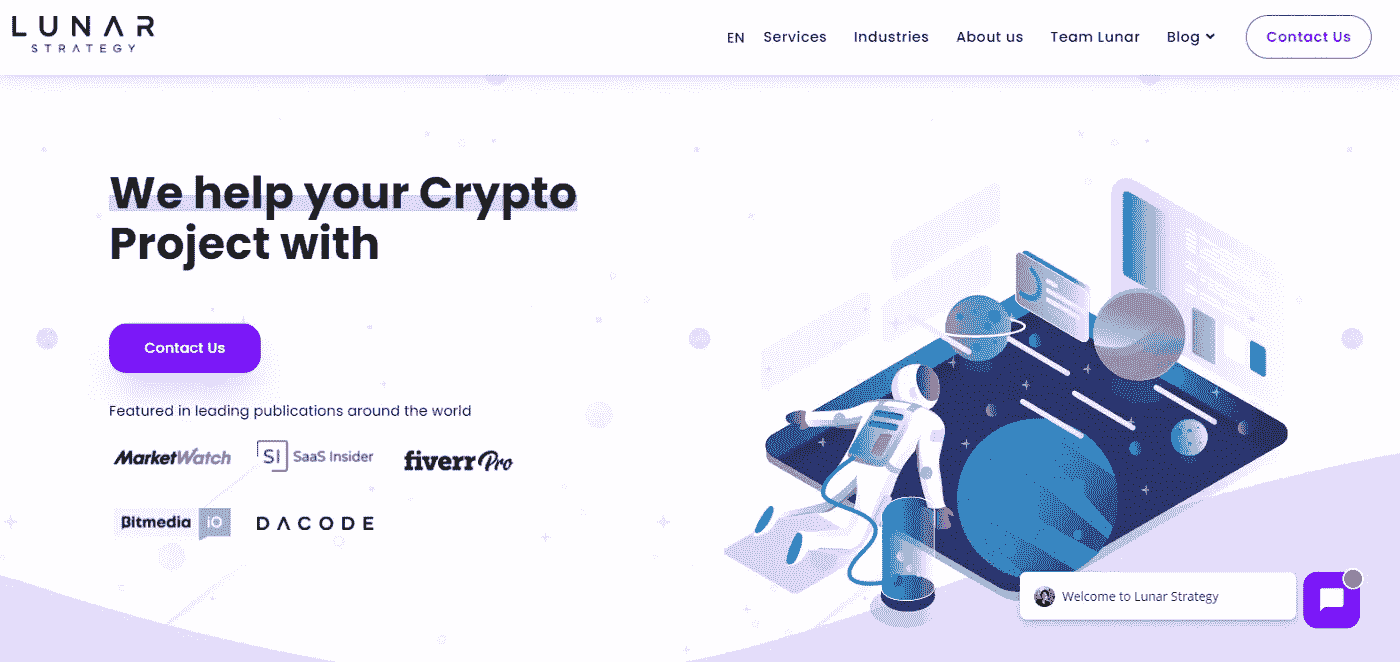 LUNAR
STRATEGY
EN Services Industries About us Team Lunar Blog Contact Us
We help your Crypto
Project with
Contact Us
Featured in leading publications around the world
MarketWatch SI SaaS Insider fiverr Pro
Bitmedia IO DACODE
Welcome to Lunar Strategy